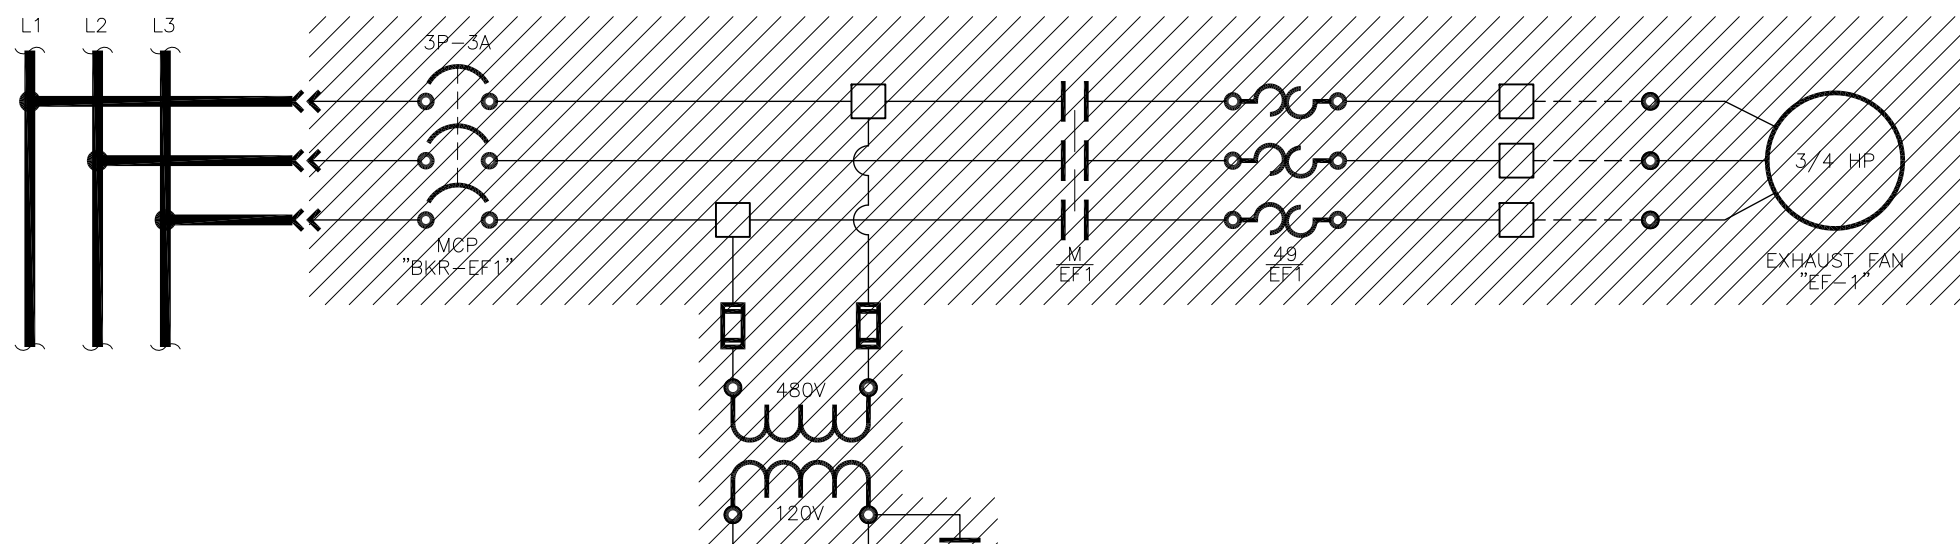 L1 L2 L3
3P-3A
MCP
"BKR-EF1"
M
EF1
49
EF1
3/4 HP
EXHAUST FAN
"EF-1"
480V
120V